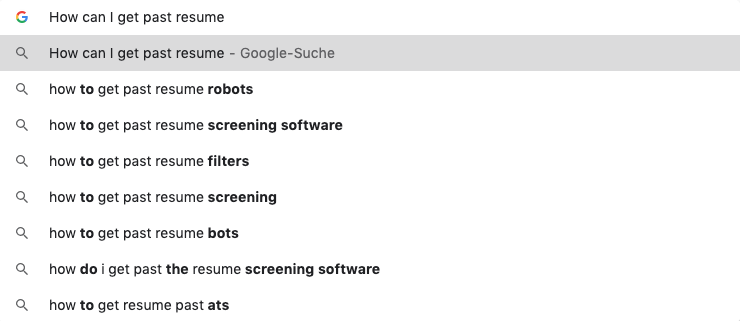 How can I get past resume
How can I get past resume - Google-Suche
how to get past resume robots
how to get past resume screening software
how to get past resume filters
how to get past resume screening
how to get past resume bots
how do i get past the resume screening software
how to get resume past ats